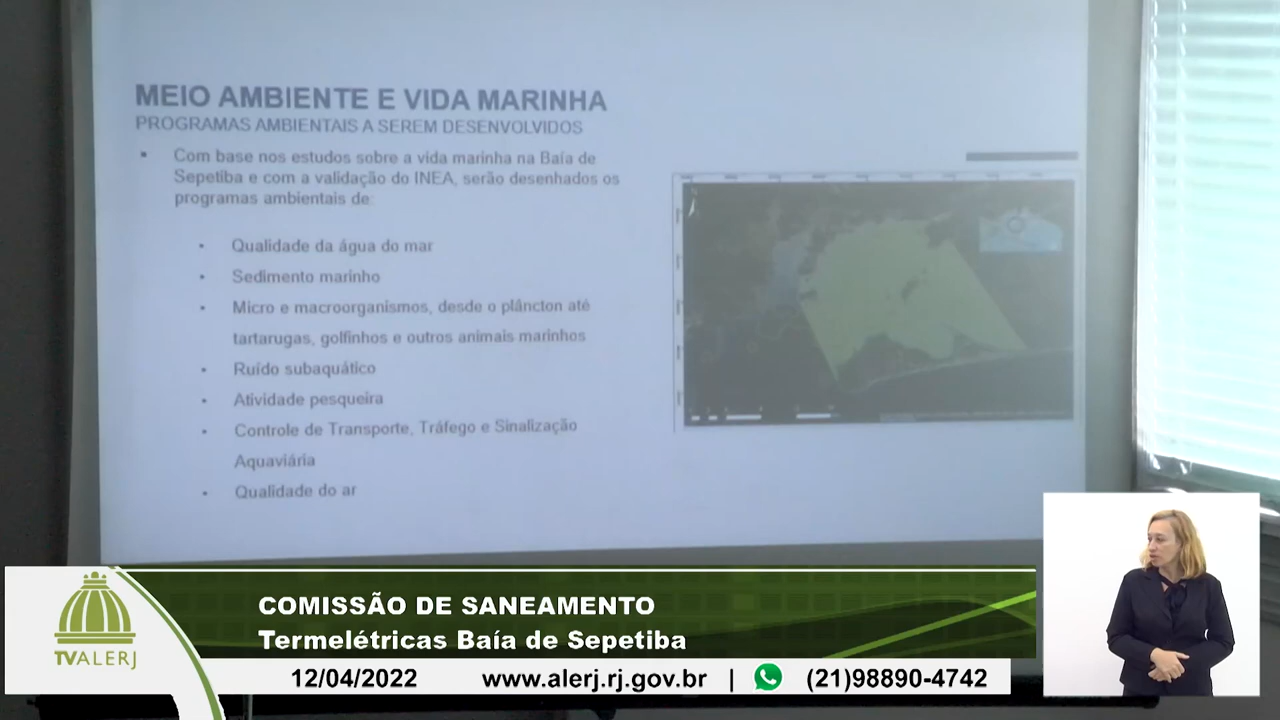 MEIO AMBIENTE E VIDA MARINHA
PROGRAMAS AMBIENTAIS A SEREM DESENVOLVIDOS
▪ Com base nos estudos sobre a vida marinha na Baía de
Sepetiba e com a validação do INEA, serão desenhados os
programas ambientais de:
• Qualidade da água do mar
• Sedimento marinho
• Micro e macroorganismos, desde o plâncton até
tartarugas, golfinhos e outros animais marinhos
• Ruído subaquático
• Atividade pesqueira
• Controle de Transporte, Tráfego e Sinalização
Aquaviária
• Qualidade do ar
COMISSÃO DE SANEAMENTO
Termelétricas Baía de Sepetiba
TVALERJ
12/04/2022 www.alerj.rj.gov.br | (21)98890-4742